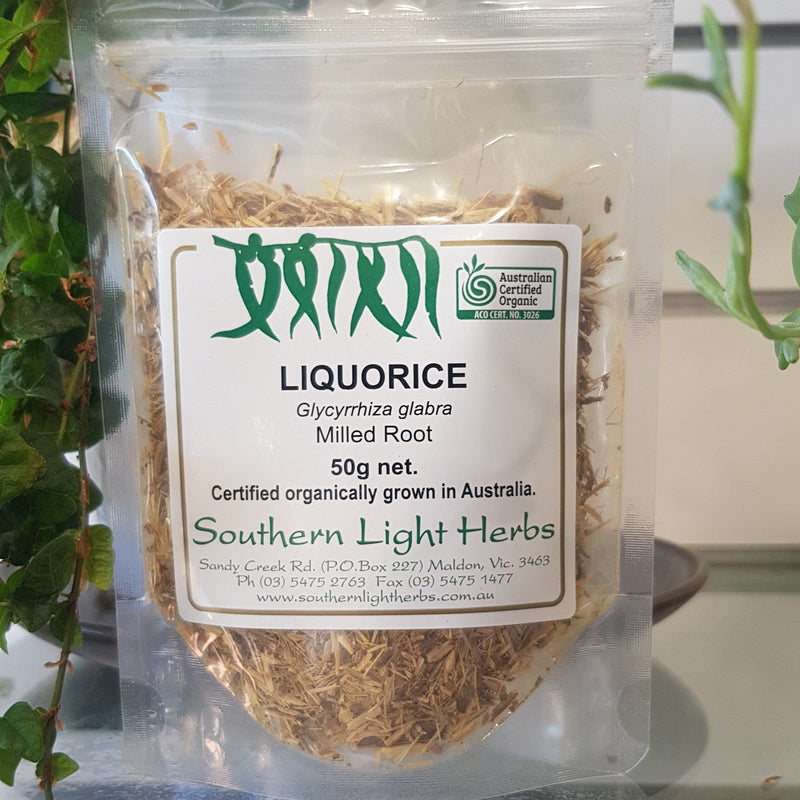 Australian
Certified
Organic
ACO CERT. NO. 3026
LIQUORICE
Glycyrrhiza glabra
Milled Root
50g net.
Certified organically grown in Australia.
Southern Light Herbs
Sandy Creek Rd. (P.O.Box 227) Maldon, Vic. 3463
Ph (03) 5475 2763 Fax (03) 5475 1477
www.southernlightherbs.com.au